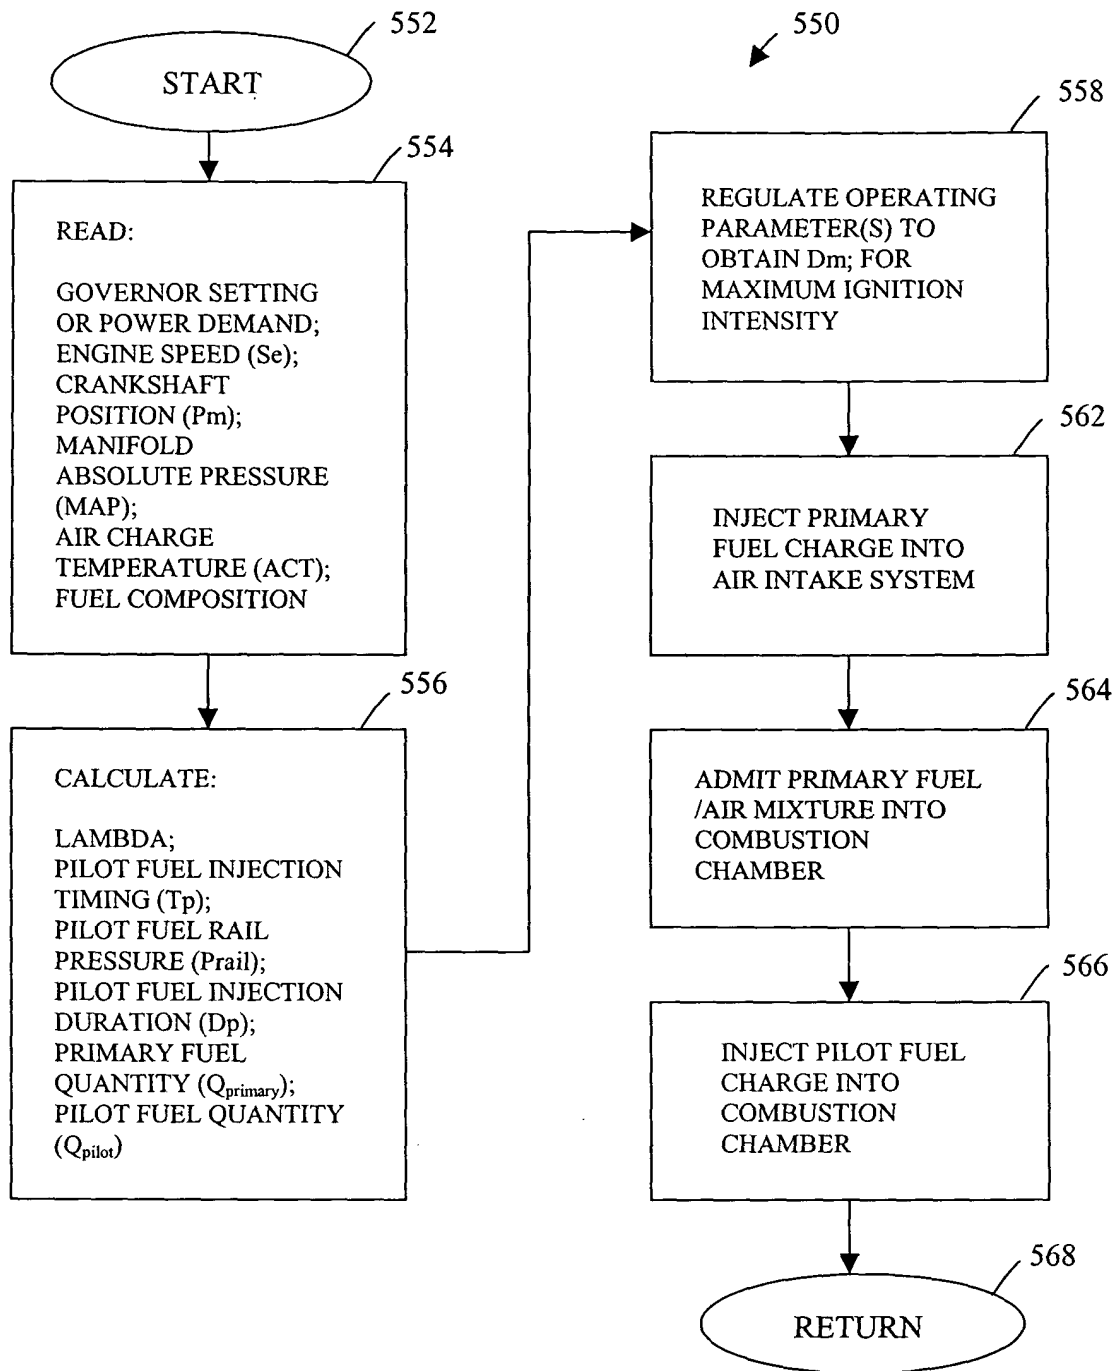 552
START
554
READ:
GOVERNOR SETTING
OR POWER DEMAND;
ENGINE SPEED (Se);
CRANKSHAFT
POSITION (Pm);
MANIFOLD
ABSOLUTE PRESSURE
(MAP);
AIR CHARGE
TEMPERATURE (ACT);
FUEL COMPOSITION
556
CALCULATE:
LAMBDA;
PILOT FUEL INJECTION
TIMING (Tp);
PILOT FUEL RAIL
PRESSURE (Prail);
PILOT FUEL INJECTION
DURATION (Dp);
PRIMARY FUEL
QUANTITY (Qprimary);
PILOT FUEL QUANTITY
(Qpilot)
550
558
REGULATE OPERATING
PARAMETER(S) TO
OBTAIN Dm; FOR
MAXIMUM IGNITION
INTENSITY
562
INJECT PRIMARY
FUEL CHARGE INTO
AIR INTAKE SYSTEM
564
ADMIT PRIMARY FUEL
/AIR MIXTURE INTO
COMBUSTION
CHAMBER
566
INJECT PILOT FUEL
CHARGE INTO
COMBUSTION
CHAMBER
568
RETURN